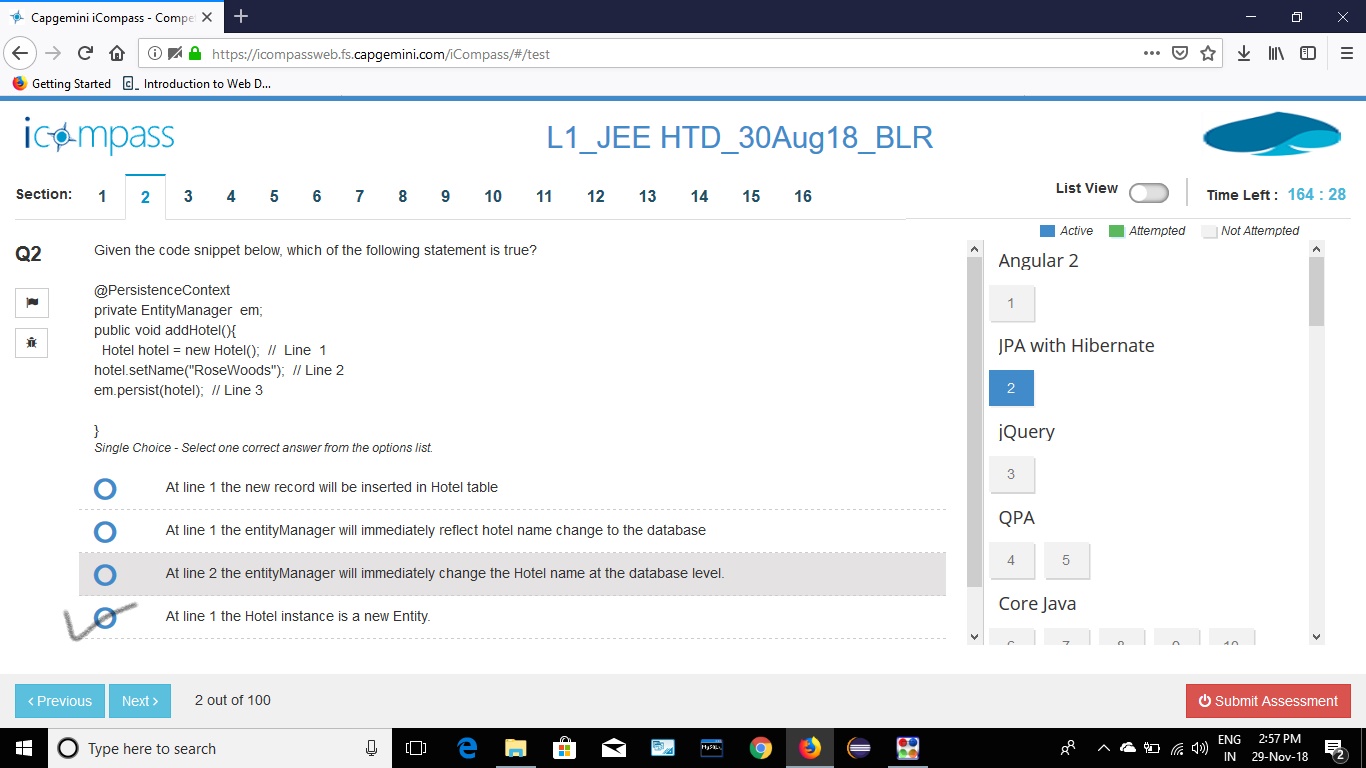 Capgemini iCompass - Compe
https://icompassweb.fs.capgemini.com/iCompass/#/test
Getting Started
Introduction to Web D...
icompass
L1_JEE HTD_30Aug18_BLR
Section: 1 2 3 4 5 6 7 8 9 10 11 12 13 14 15 16
List View
Time Left : 164 : 28
Active Attempted Not Attempted
Q2
Given the code snippet below, which of the following statement is true?
@PersistenceContext
private EntityManager em;
public void addHotel(){
Hotel hotel = new Hotel(); // Line 1
hotel.setName("RoseWoods"); // Line 2
em.persist(hotel); // Line 3
}
Single Choice - Select one correct answer from the options list.
At line 1 the new record will be inserted in Hotel table
At line 1 the entityManager will immediately reflect hotel name change to the database
At line 2 the entityManager will immediately change the Hotel name at the database level.
At line 1 the Hotel instance is a new Entity.
Angular 2
1
JPA with Hibernate
2
jQuery
3
QPA
4 5
Core Java
6 7 8 9 10
‹ Previous
Next ›
2 out of 100
Submit Assessment
Type here to search
MySQL
ENG
IN
2:57 PM
29-Nov-18
2